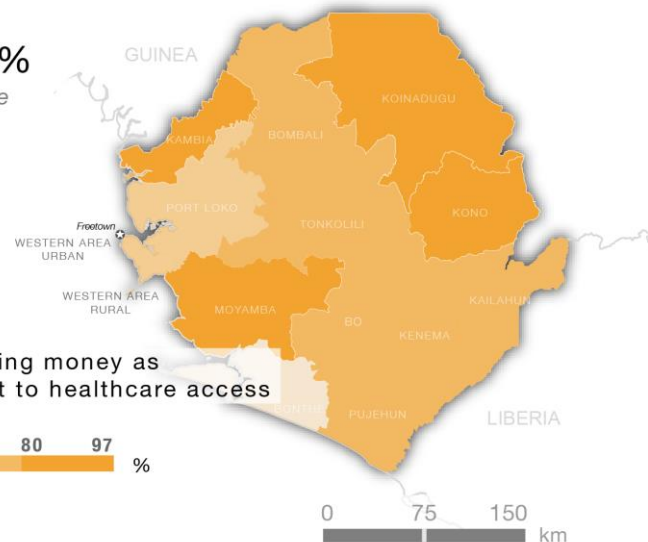 GUINEA
%
e
KOINADUGU
KAMBIA
BOMBALI
PORT LOKO
KONO
TONKOLILI
Freetown
WESTERN AREA
URBAN
WESTERN AREA
RURAL
KAILAHUN
MOYAMBA
BO
KENEMA
ing money as
t to healthcare access
BONTHE
PUJEHUN
LIBERIA
80 97
%
0 75 150
km